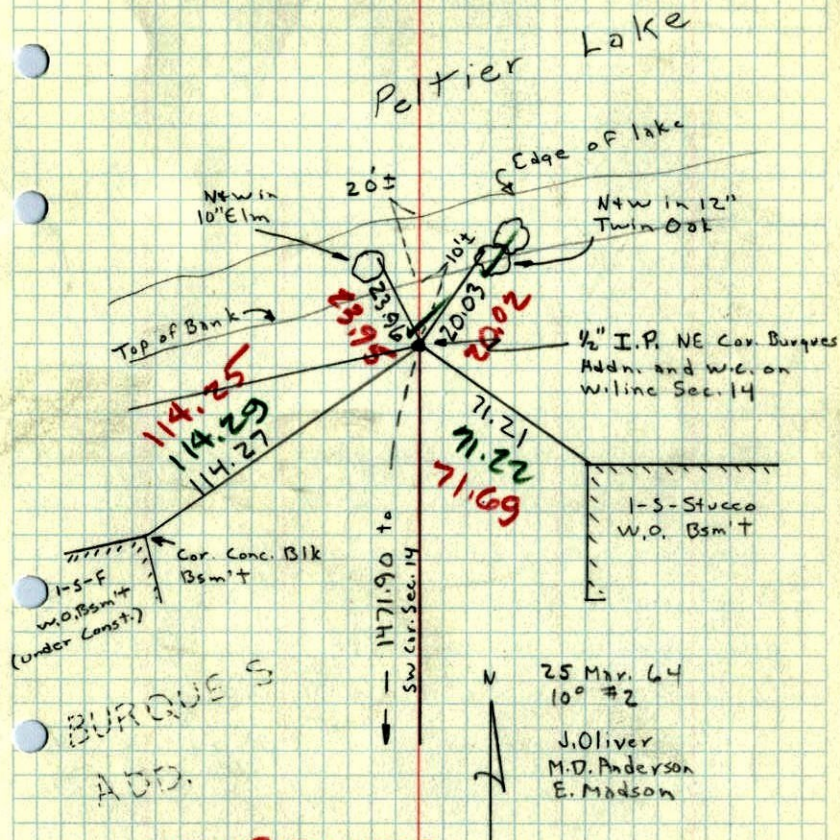 Peltier Lake
Edge of lake
20'±
N+W in
10" Elm
N+W in 12"
Twin Oak
10'±
23.96
20.03
20.02
Top of Bank
1/2" I.P. NE Cor. Burques
Addn. and W.C. on
W. line Sec. 14
114.25
114.29
114.27
71.21
71.22
71.69
1-S-Stucco
W.O. Bsm't
Cor. Conc. Blk
Bsm't
1-S-F
W.O. Bsm't
(under Const.)
1471.90 to
SW Cor. Sec. 14
BURQUES
ADD.
N
25 Mar. 64
10° #2
J. Oliver
M.D. Anderson
E. Madson